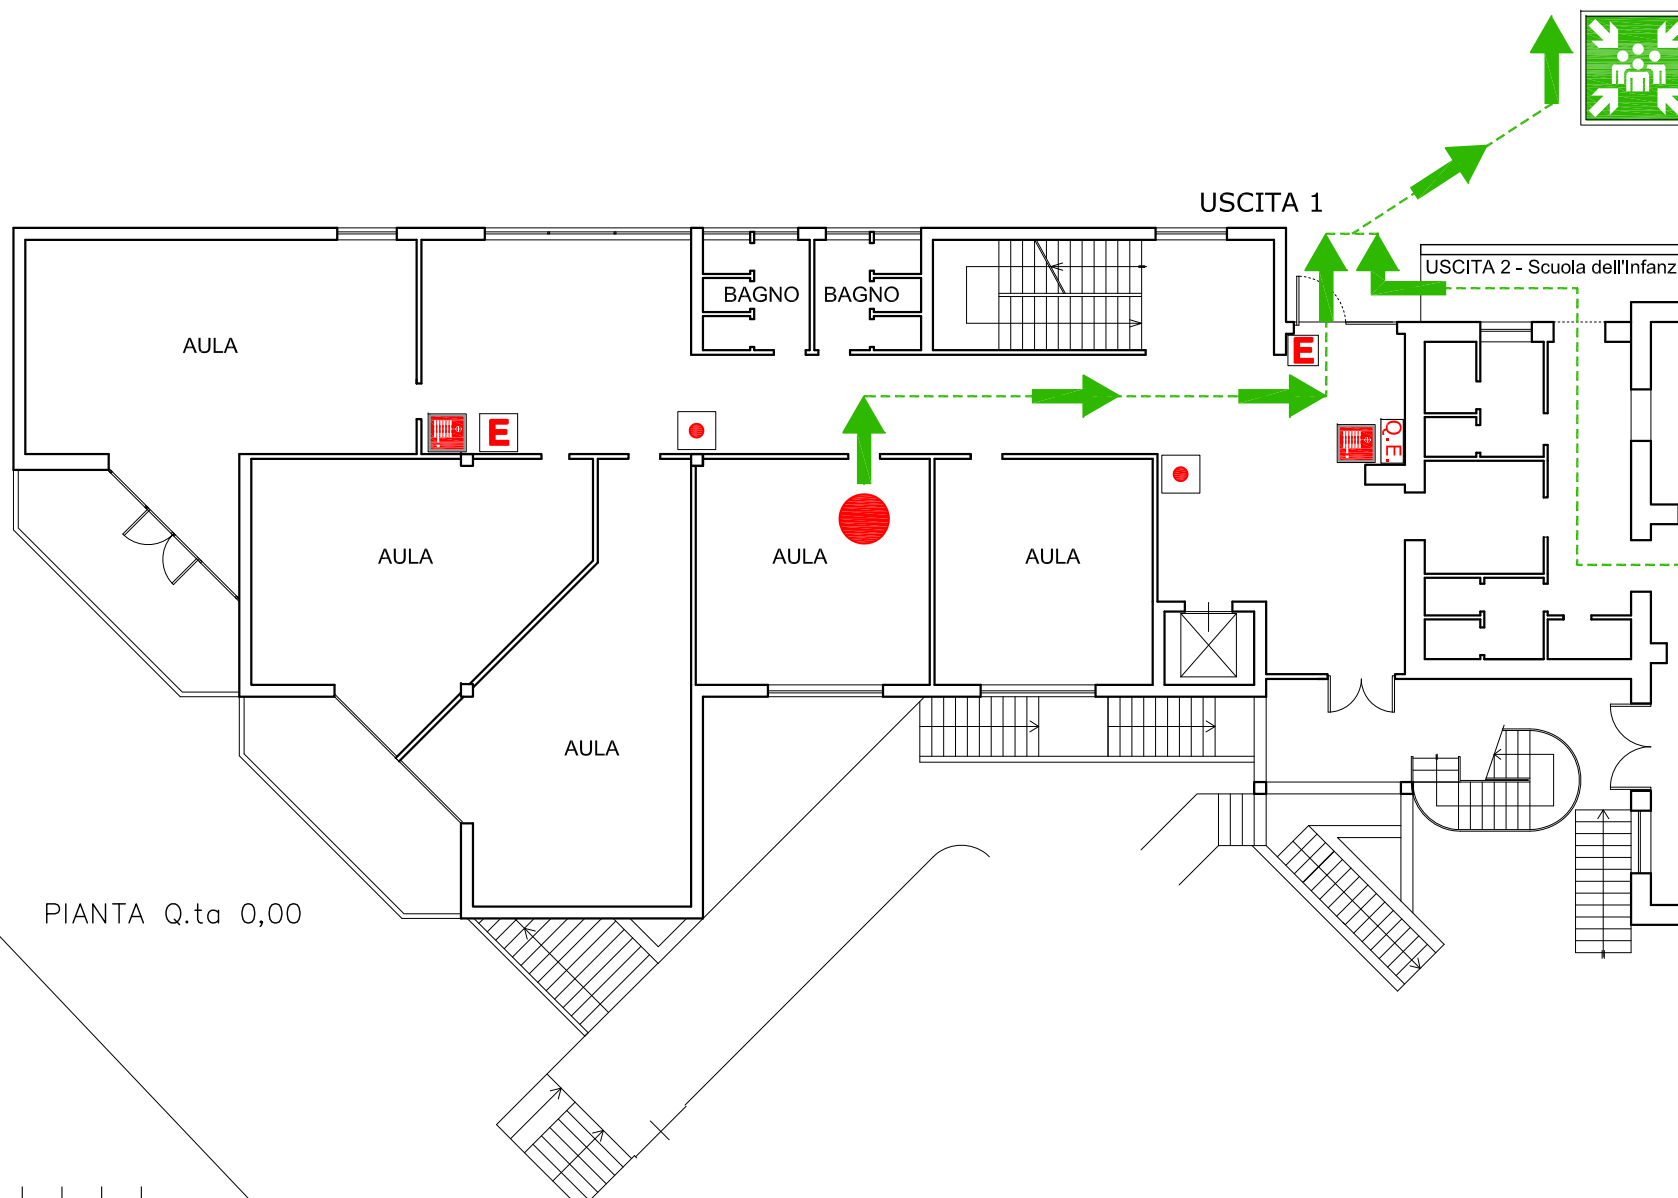 USCITA 1
USCITA 2 - Scuola dell'Infanz
BAGNO
BAGNO
AULA
E
Q.E.
E
AULA
AULA
AULA
AULA
PIANTA Q.ta 0,00